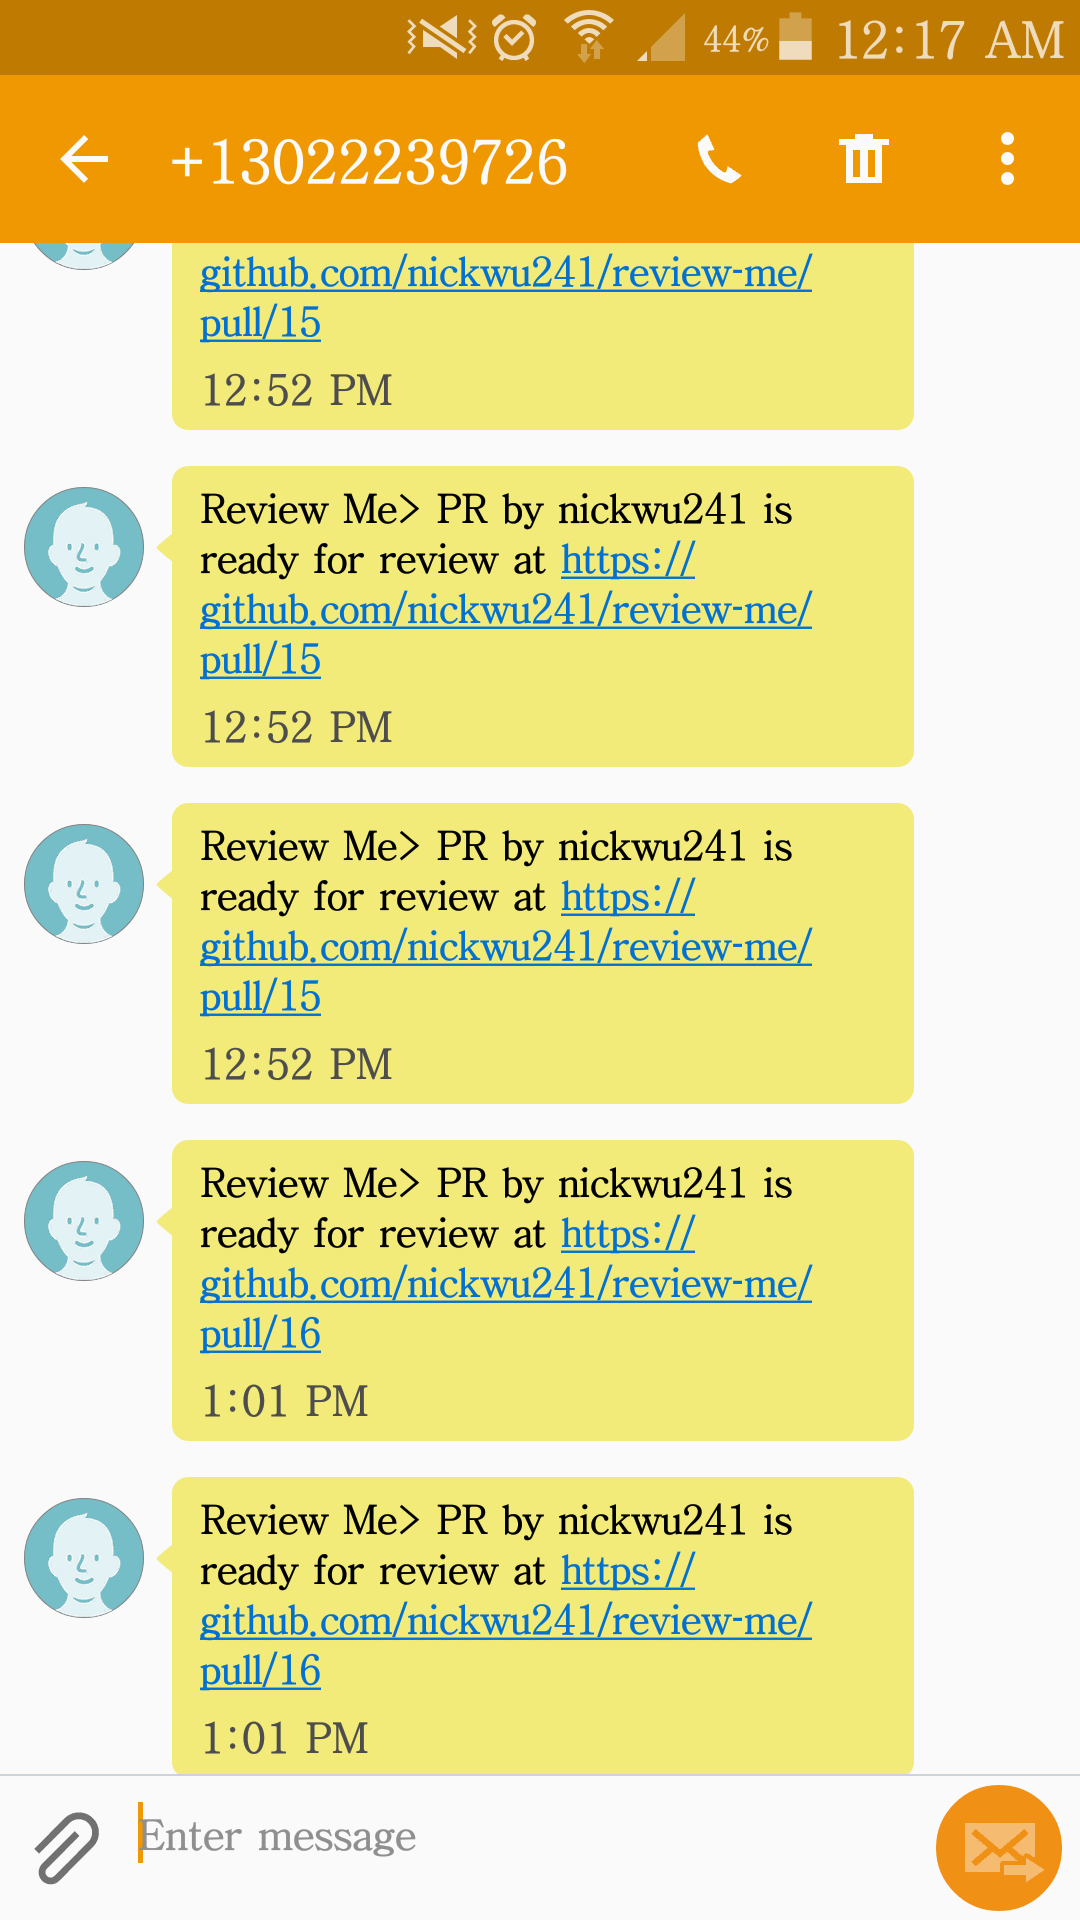 44% 12:17 AM
+13022239726
github.com/nickwu241/review-me/
pull/15
12:52 PM
Review Me> PR by nickwu241 is
ready for review at https://
github.com/nickwu241/review-me/
pull/15
12:52 PM
Review Me> PR by nickwu241 is
ready for review at https://
github.com/nickwu241/review-me/
pull/15
12:52 PM
Review Me> PR by nickwu241 is
ready for review at https://
github.com/nickwu241/review-me/
pull/16
1:01 PM
Review Me> PR by nickwu241 is
ready for review at https://
github.com/nickwu241/review-me/
pull/16
1:01 PM
Enter message